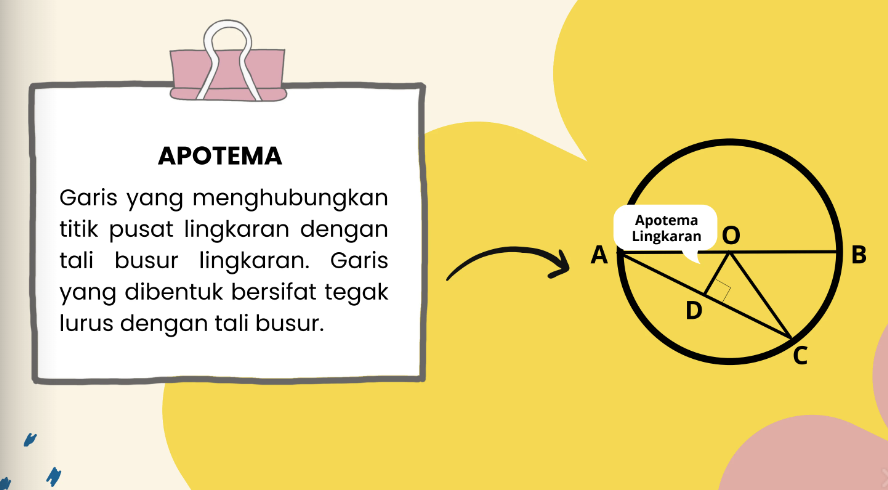 APOTEMA
Garis yang menghubungkan
titik pusat lingkaran dengan
tali busur lingkaran. Garis
yang dibentuk bersifat tegak
lurus dengan tali busur.
Apotema
Lingkaran
O
A
B
D
C